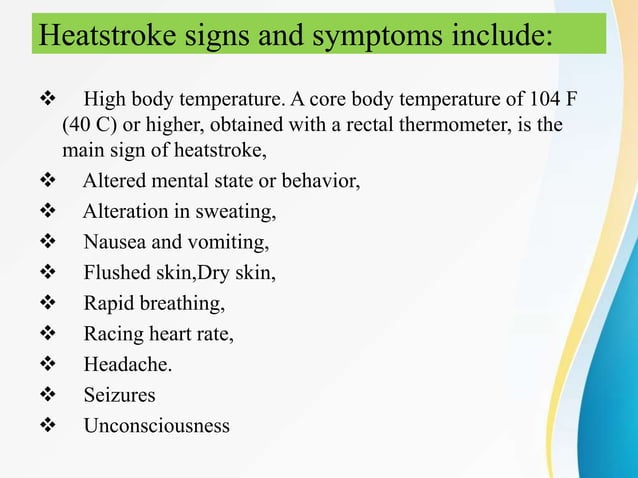 Heatstroke signs and symptoms include:
❖ High body temperature. A core body temperature of 104 F
(40 C) or higher, obtained with a rectal thermometer, is the
main sign of heatstroke,
❖ Altered mental state or behavior,
❖ Alteration in sweating,
❖ Nausea and vomiting,
❖ Flushed skin,Dry skin,
❖ Rapid breathing,
❖ Racing heart rate,
❖ Headache.
❖ Seizures
❖ Unconsciousness